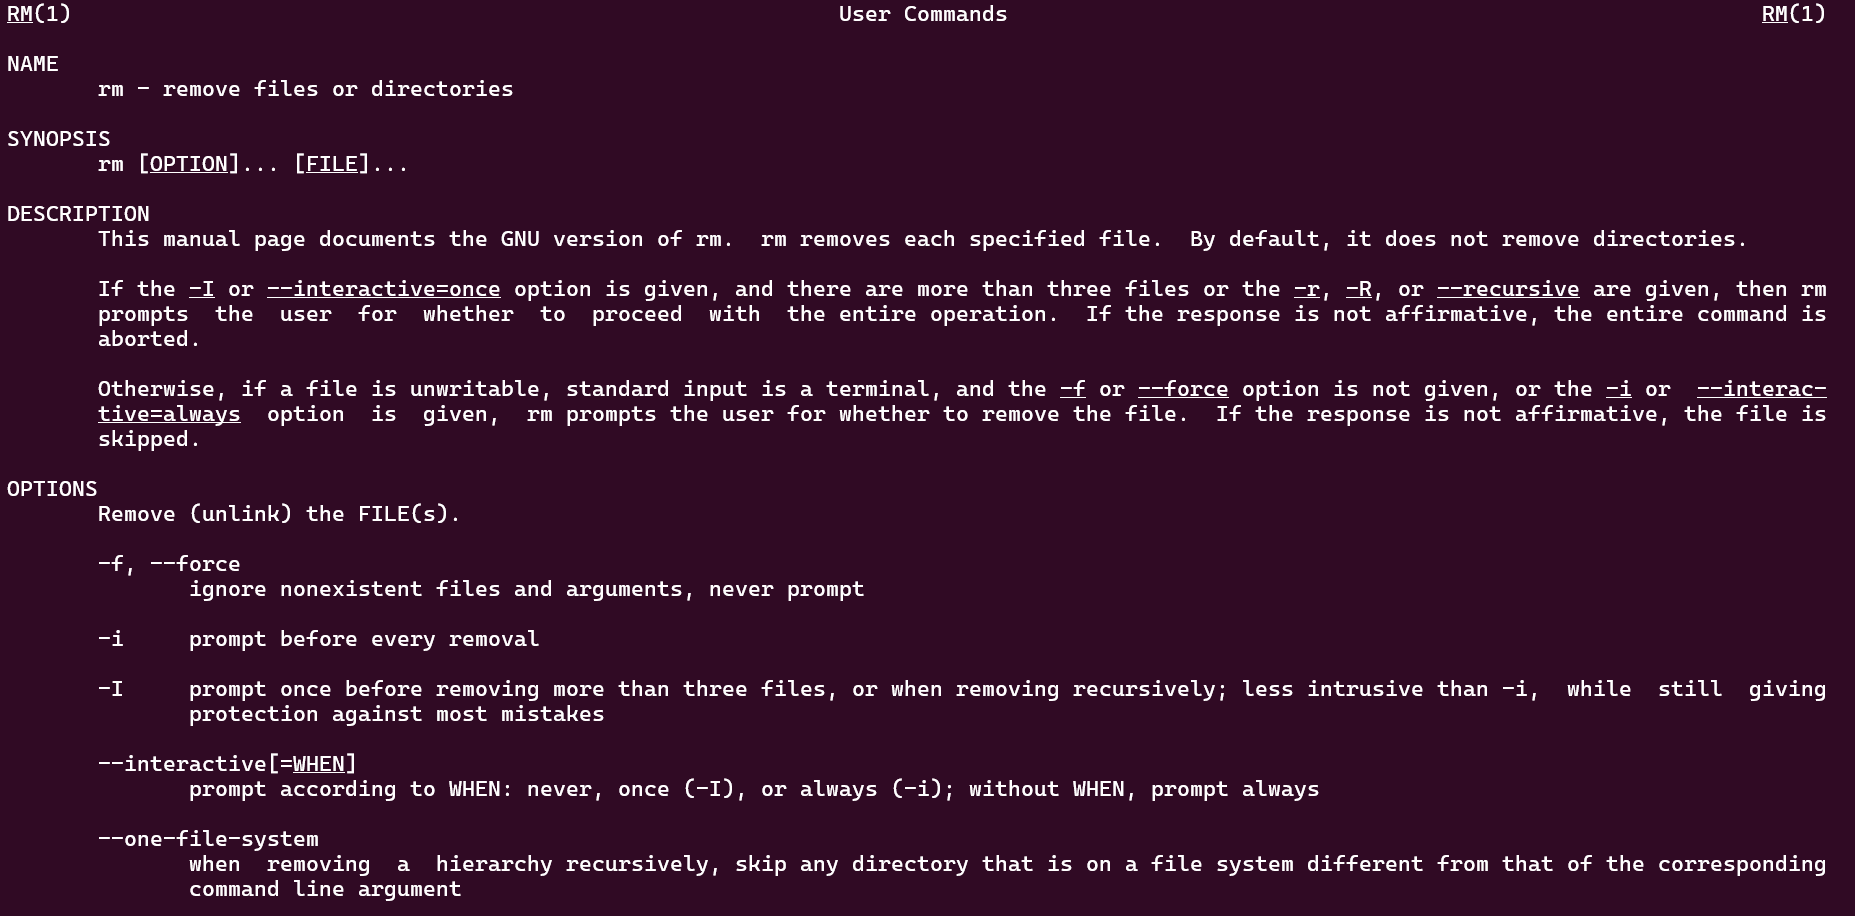 RM(1) User Commands RM(1)
NAME
rm - remove files or directories
SYNOPSIS
rm [OPTION]... [FILE]...
DESCRIPTION
This manual page documents the GNU version of rm.  rm removes each specified file.  By default, it does not remove directories.
If the -I or --interactive=once option is given, and there are more than three files or the -r, -R, or --recursive are given, then rm
prompts  the  user  for  whether  to  proceed  with  the entire operation.  If the response is not affirmative, the entire command is
aborted.
Otherwise, if a file is unwritable, standard input is a terminal, and the -f or --force option is not given, or the -i or  --interac-
tive=always  option  is  given,  rm prompts the user for whether to remove the file.  If the response is not affirmative, the file is
skipped.
OPTIONS
Remove (unlink) the FILE(s).
-f, --force
ignore nonexistent files and arguments, never prompt
-i     prompt before every removal
-I     prompt once before removing more than three files, or when removing recursively; less intrusive than -i,  while  still  giving
protection against most mistakes
--interactive[=WHEN]
prompt according to WHEN: never, once (-I), or always (-i); without WHEN, prompt always
--one-file-system
when  removing  a  hierarchy recursively, skip any directory that is on a file system different from that of the corresponding
command line argument